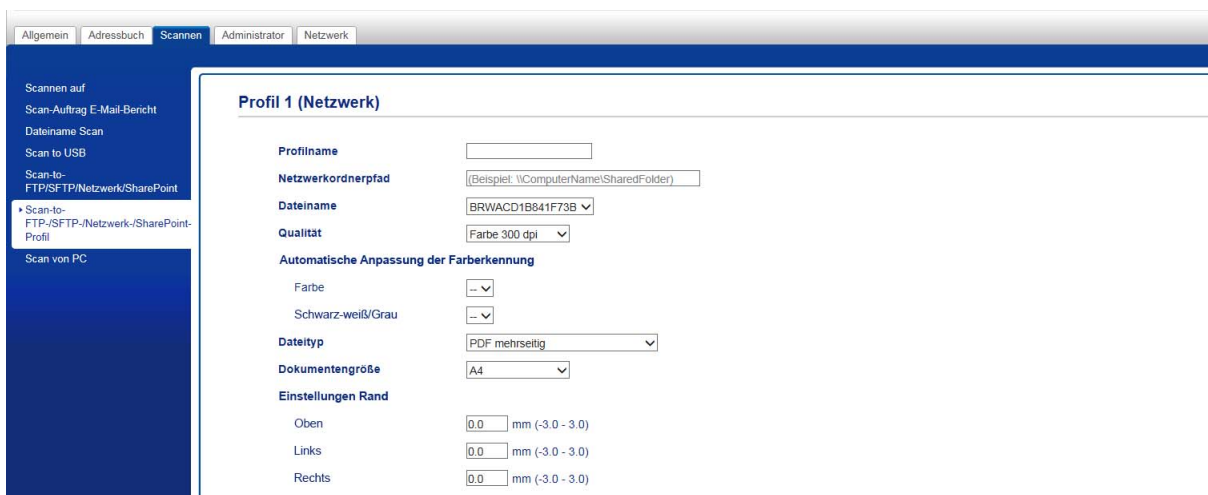 Allgemein Adressbuch Scannen Administrator Netzwerk
Scannen auf
Scan-Auftrag E-Mail-Bericht
Dateiname Scan
Scan to USB
Scan-to-
FTP/SFTP/Netzwerk/SharePoint
Scan-to-
FTP-/SFTP-/Netzwerk-/SharePoint-
Profil
Scan von PC
Profil 1 (Netzwerk)
Profilname
Netzwerkordnerpfad (Beispiel: \\ComputerName\SharedFolder)
Dateiname BRWACD1B841F73B
Qualität Farbe 300 dpi
Automatische Anpassung der Farberkennung
Farbe --
Schwarz-weiß/Grau --
Dateityp PDF mehrseitig
Dokumentengröße A4
Einstellungen Rand
Oben 0.0 mm (-3.0 - 3.0)
Links 0.0 mm (-3.0 - 3.0)
Rechts 0.0 mm (-3.0 - 3.0)